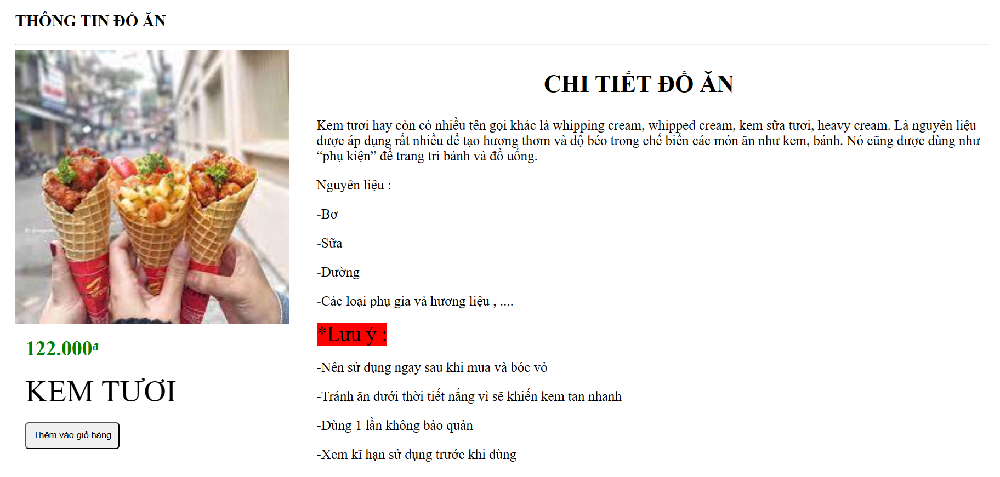 THÔNG TIN ĐỒ ĂN
122.000đ
KEM TƯƠI
Thêm vào giỏ hàng
CHI TIẾT ĐỒ ĂN
Kem tươi hay còn có nhiều tên gọi khác là whipping cream, whipped cream, kem sữa tươi, heavy cream. Là nguyên liệu
được áp dụng rất nhiều để tạo hương thơm và độ béo trong chế biến các món ăn như kem, bánh. Nó cũng được dùng như
“phụ kiện” để trang trí bánh và đồ uống.
Nguyên liệu :
-Bơ
-Sữa
-Đường
-Các loại phụ gia và hương liệu , ....
*Lưu ý :
-Nên sử dụng ngay sau khi mua và bóc vỏ
-Tránh ăn dưới thời tiết nắng vì sẽ khiến kem tan nhanh
-Dùng 1 lần không bảo quản
-Xem kĩ hạn sử dụng trước khi dùng